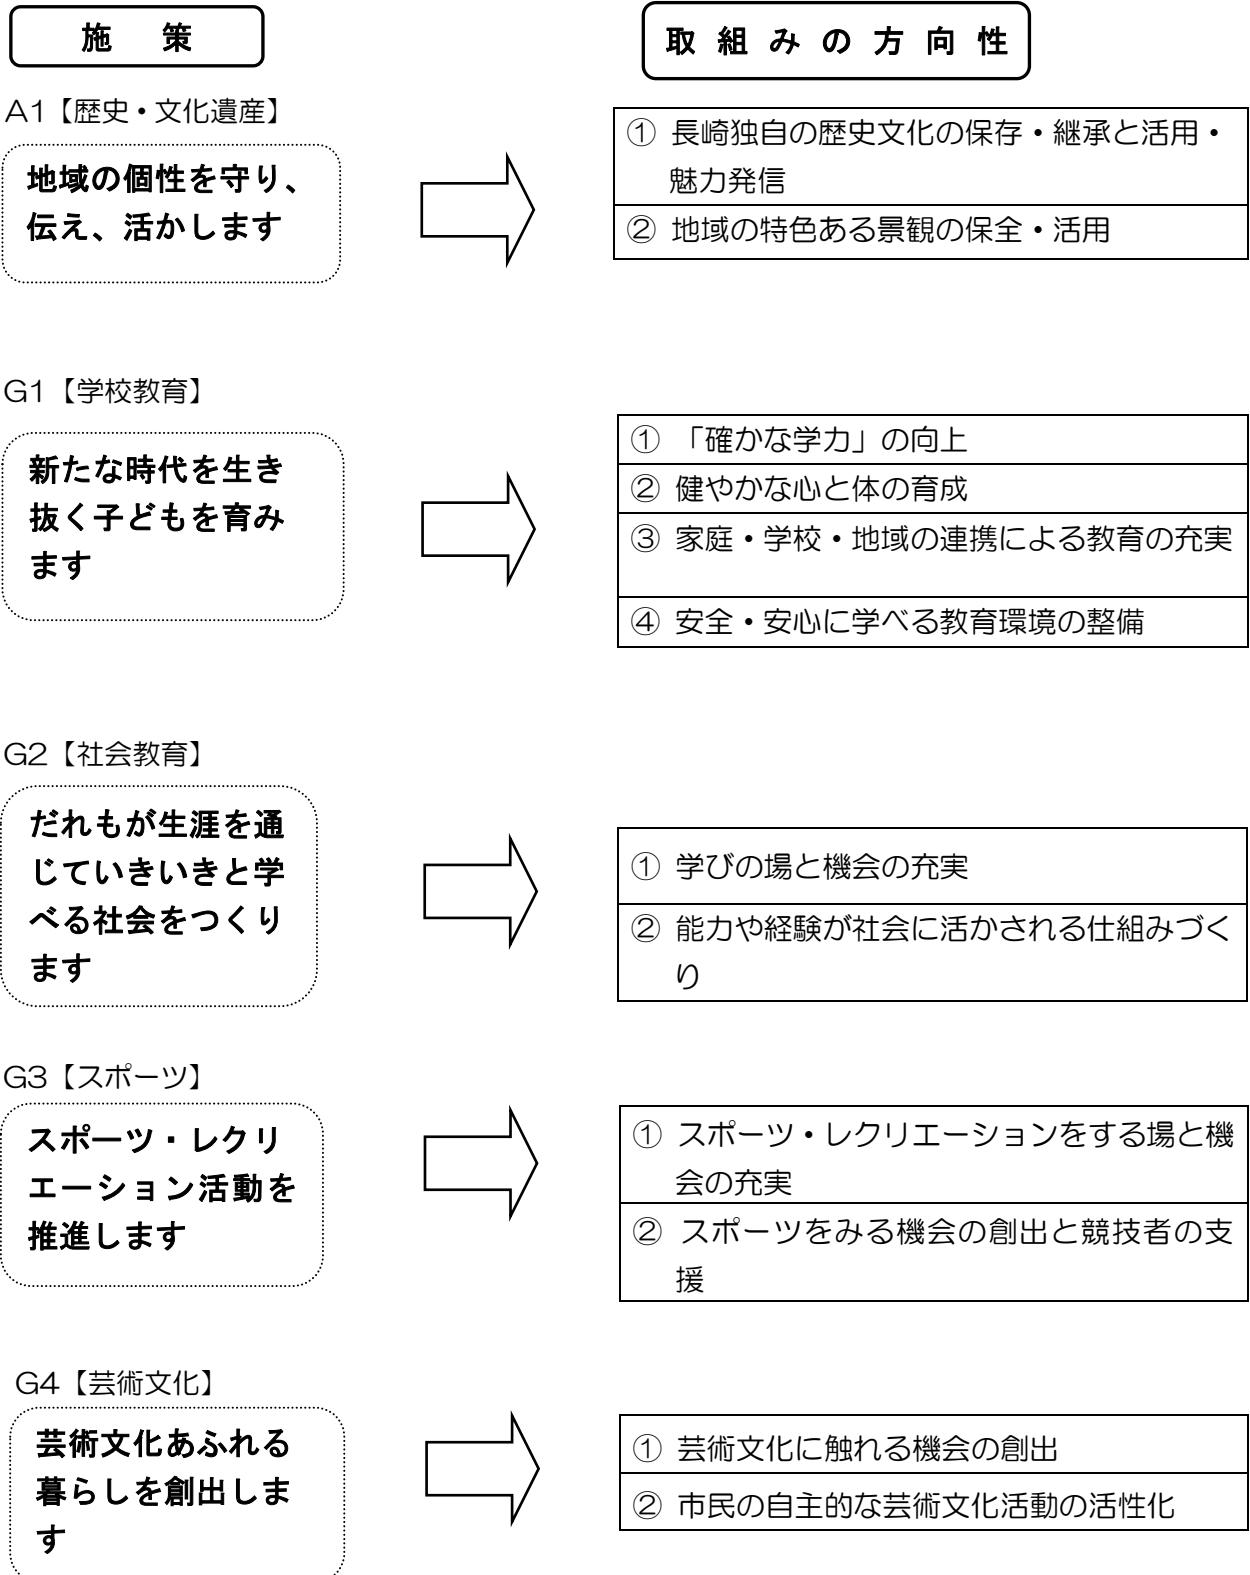 施　策
取組みの方向性
A1【歴史・文化遺産】
地域の個性を守り、
伝え、活かします
① 長崎独自の歴史文化の保存・継承と活用・
魅力発信
② 地域の特色ある景観の保全・活用
G1【学校教育】
新たな時代を生き
抜く子どもを育み
ます
① 「確かな学力」の向上
② 健やかな心と体の育成
③ 家庭・学校・地域の連携による教育の充実
④ 安全・安心に学べる教育環境の整備
G2【社会教育】
だれもが生涯を通
じていきいきと学
べる社会をつくり
ます
① 学びの場と機会の充実
② 能力や経験が社会に活かされる仕組みづく
り
G3【スポーツ】
スポーツ・レクリ
エーション活動を
推進します
① スポーツ・レクリエーションをする場と機
会の充実
② スポーツをみる機会の創出と競技者の支
援
G4【芸術文化】
芸術文化あふれる
暮らしを創出しま
す
① 芸術文化に触れる機会の創出
② 市民の自主的な芸術文化活動の活性化